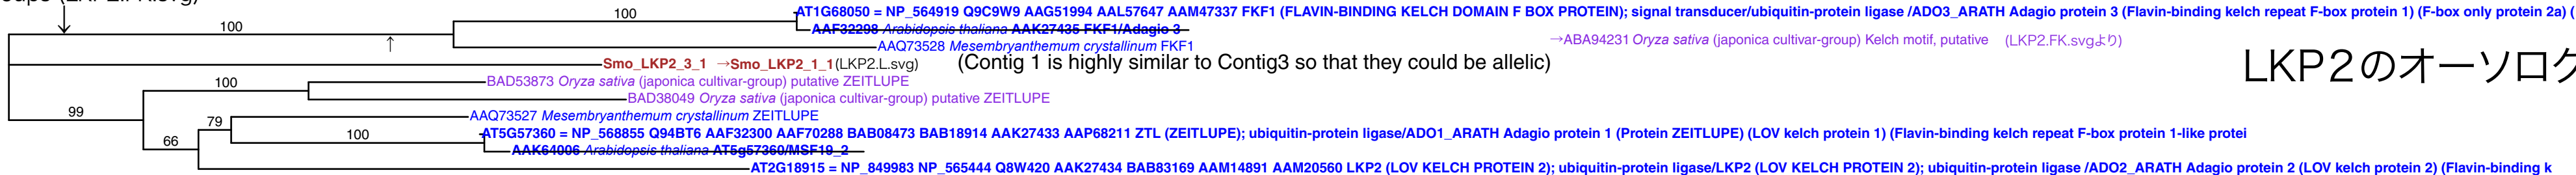 100
AT1G68050 = NP_564919 Q9C9W9 AAG51994 AAL57647 AAM47337 FKF1 (FLAVIN-BINDING KELCH DOMAIN F BOX PROTEIN); signal transducer/ubiquitin-protein ligase /ADO3_ARATH Adagio protein 3 (Flavin-binding kelch repeat F-box protein 1) (F-box only protein 2a) (
100
AAF32298 Arabidopsis thaliana AAK27435 FKF1/Adagio 3
→ABA94231 Oryza sativa (japonica cultivar-group) Kelch motif, putative (LKP2.FK.svgより)
AAQ73528 Mesembryanthemum crystallinum FKF1
Smo_LKP2_3_1 →Smo_LKP2_1_1(LKP2.L.svg) (Contig 1 is highly similar to Contig3 so that they could be allelic)
LKP2のオーソログ
100
BAD53873 Oryza sativa (japonica cultivar-group) putative ZEITLUPE
BAD38049 Oryza sativa (japonica cultivar-group) putative ZEITLUPE
99
AAQ73527 Mesembryanthemum crystallinum ZEITLUPE
79
100
AT5G57360 = NP_568855 Q94BT6 AAF32300 AAF70288 BAB08473 BAB18914 AAK27433 AAP68211 ZTL (ZEITLUPE); ubiquitin-protein ligase/ADO1_ARATH Adagio protein 1 (Protein ZEITLUPE) (LOV kelch protein 1) (Flavin-binding kelch repeat F-box protein 1-like protei
66
AAK64006 Arabidopsis thaliana AT5g57360/MSF19_2
AT2G18915 = NP_849983 NP_565444 Q8W420 AAK27434 BAB83169 AAM14891 AAM20560 LKP2 (LOV KELCH PROTEIN 2); ubiquitin-protein ligase/LKP2 (LOV KELCH PROTEIN 2); ubiquitin-protein ligase /ADO2_ARATH Adagio protein 2 (LOV kelch protein 2) (Flavin-binding k